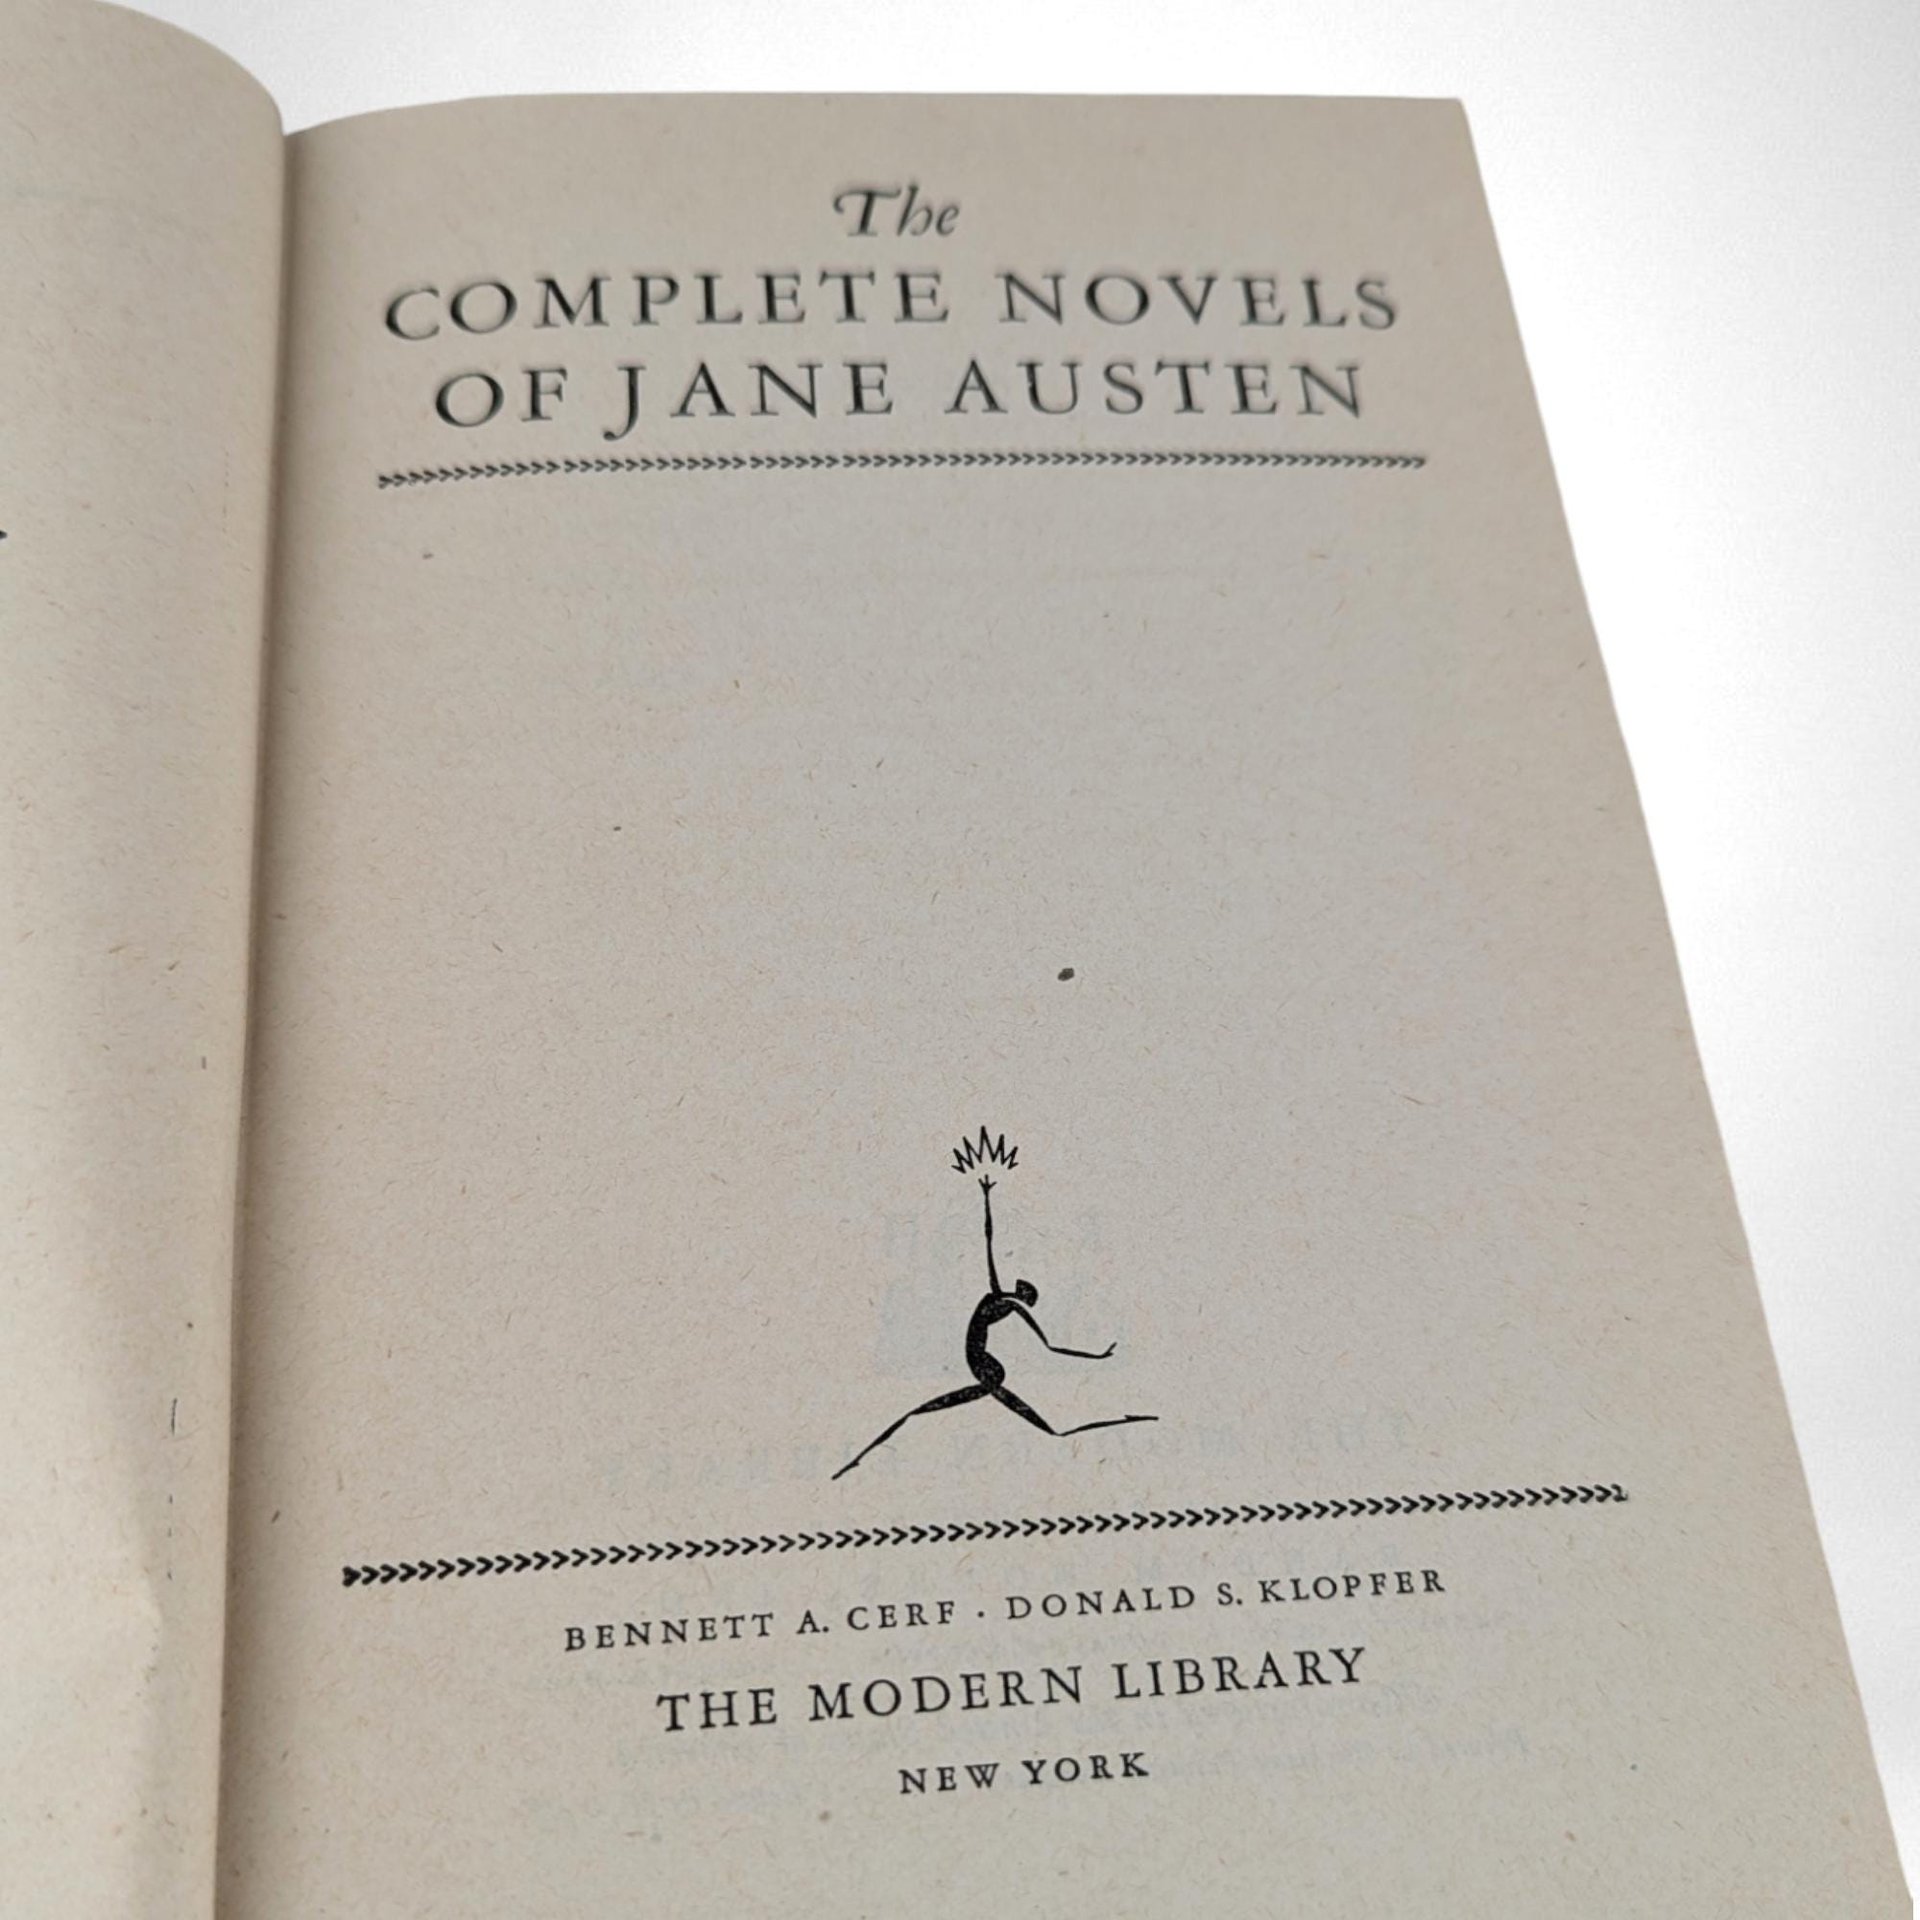 The
COMPLETE NOVELS
OF JANE AUSTEN
BENNETT A. CERF · DONALD S. KLOPFER
THE MODERN LIBRARY
NEW YORK